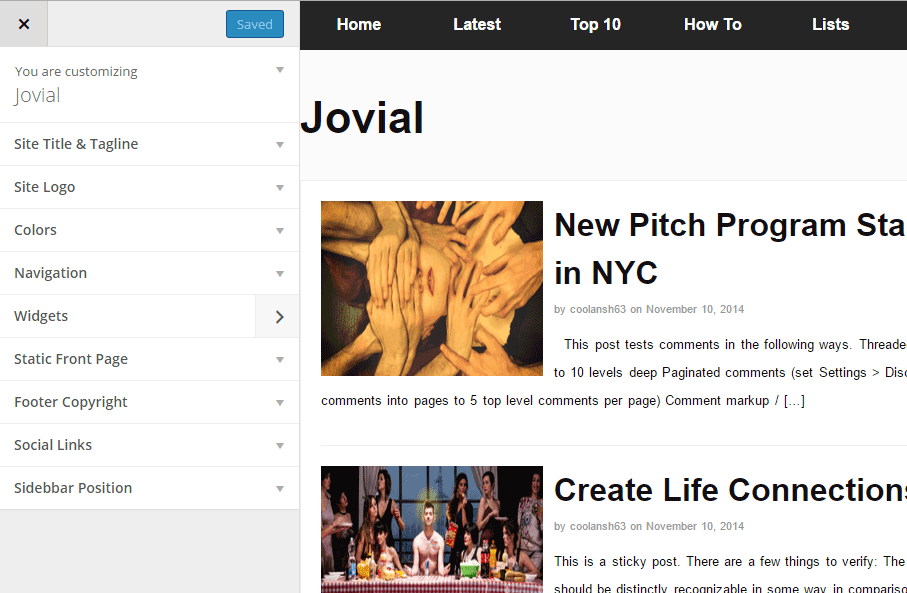 Saved
You are customizing
Jovial
Site Title & Tagline
Site Logo
Colors
Navigation
Widgets
Static Front Page
Footer Copyright
Social Links
Sidebbar Position
Home Latest Top 10 How To Lists
Jovial
New Pitch Program Sta
in NYC
by coolansh63 on November 10, 2014
This post tests comments in the following ways. Threade
to 10 levels deep Paginated comments (set Settings > Disc
comments into pages to 5 top level comments per page) Comment markup / […]
Create Life Connections
by coolansh63 on November 10, 2014
This is a sticky post. There are a few things to verify: The
should be distinctly recognizable in some way in comparison